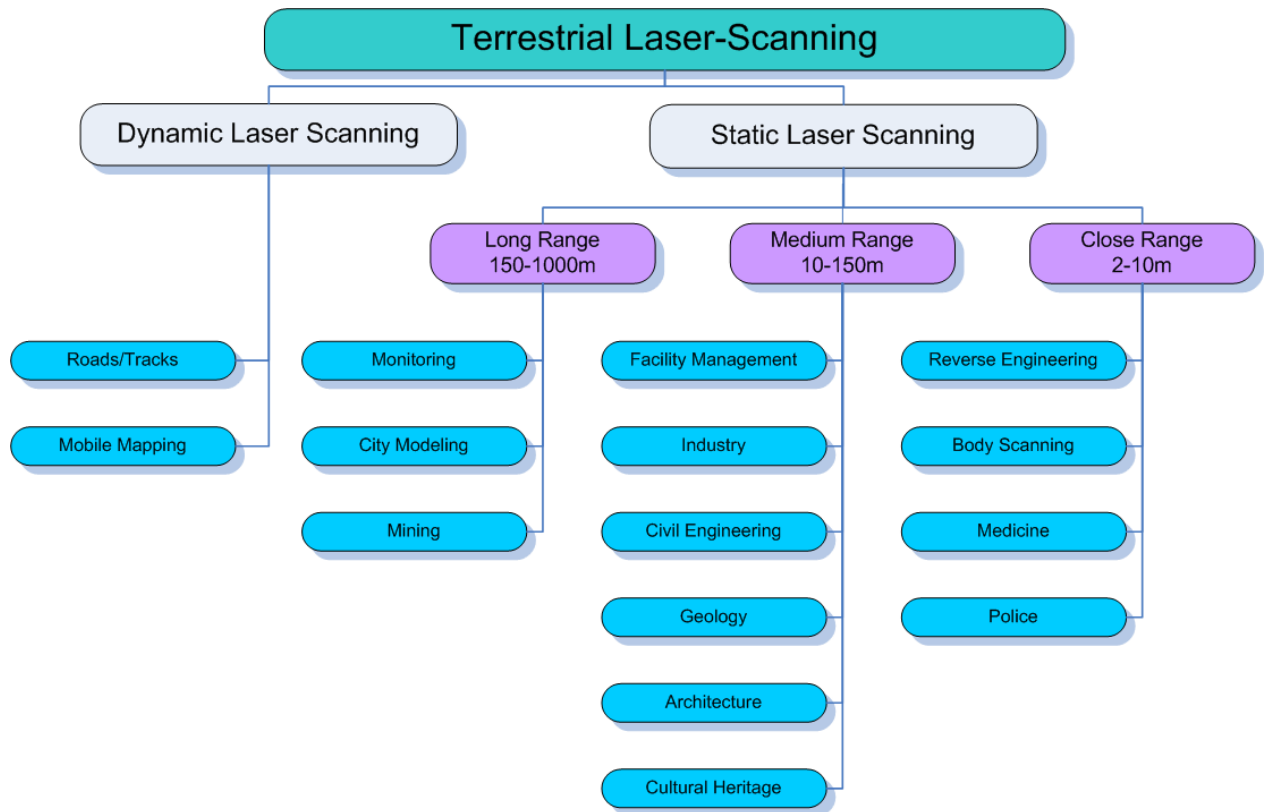 Terrestrial Laser-Scanning
Dynamic Laser Scanning
Static Laser Scanning
Long Range
150-1000m
Medium Range
10-150m
Close Range
2-10m
Roads/Tracks
Mobile Mapping
Monitoring
City Modeling
Mining
Facility Management
Industry
Civil Engineering
Geology
Architecture
Cultural Heritage
Reverse Engineering
Body Scanning
Medicine
Police